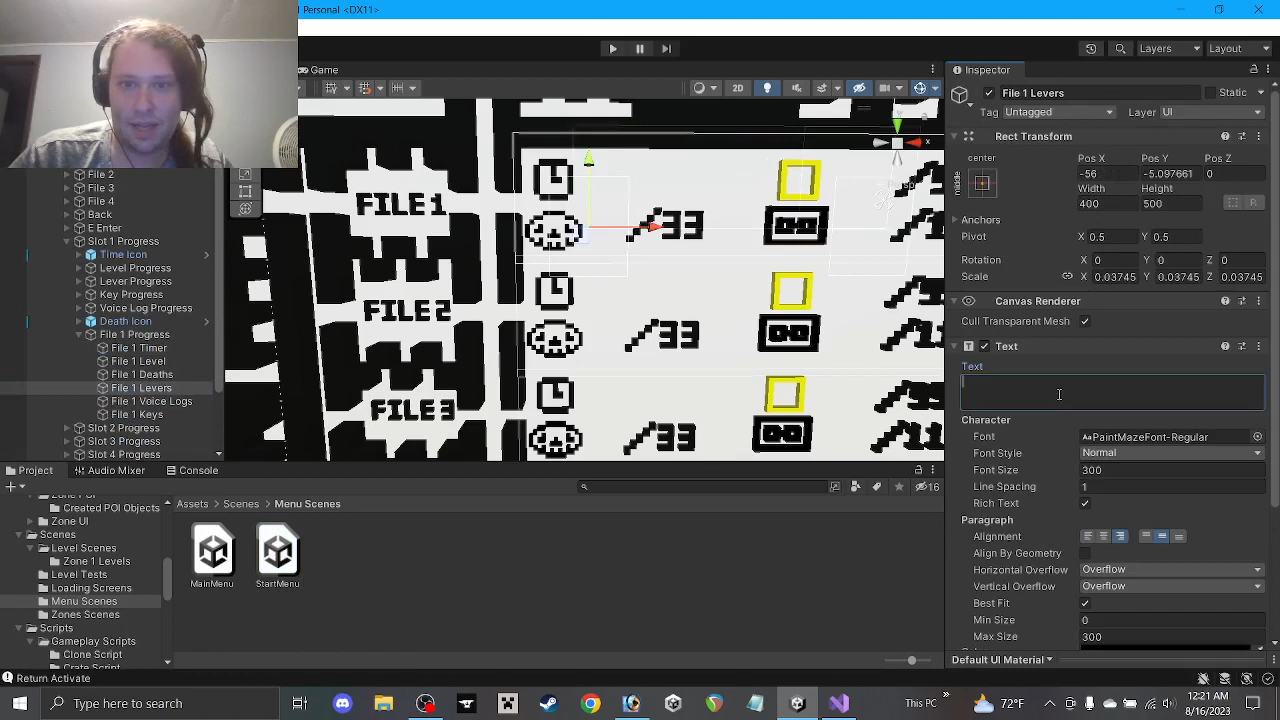 Personal <DX11>
Game
Layers
Layout
2D
FILE 1
/33
FILE 2
/33
FILE 3
/33
File 2
File 3
File 4
Back
E Enter
Slot 1 Progress
Time Icon
Level Progress
Lever Progress
Key Progress
Voice Log Progress
Death Icon
File 1 Progress
File 1 Timer
File 1 Level
File 1 Deaths
File 1 Levers
File 1 Voice Logs
File 1 Keys
Slot 2 Progress
Slot 3 Progress
Slot 4 Progress
Inspector
File 1 Levers
Static
Tag Untagged
Layer UI
Rect Transform
center
middle
Pos X
Pos Y
Pos Z
-56
-5.097661
0
Width
Height
400
500
Anchors
Pivot
X 0.5
Y 0.5
Rotation
X 0
Y 0
Z 0
Scale
X 0.03745
Y 0.03745
Z 0.03745
Canvas Renderer
Cull Transparent Mesh
Text
Text
Character
Font
PaintMazeFont-Regular
Font Style
Normal
Font Size
300
Line Spacing
1
Rich Text
Paragraph
Alignment
Align By Geometry
Horizontal Overflow
Overflow
Vertical Overflow
Overflow
Best Fit
Min Size
0
Max Size
300
Default UI Material
Project
Audio Mixer
Console
16
Created POI Objects
Zone UI
Scenes
Level Scenes
Zone 1 Levels
Level Tests
Loading Screens
Menu Scenes
Zones Scenes
Scripts
Gameplay Scripts
Clone Script
Assets > Scenes > Menu Scenes
MainMenu
StartMenu
Return Activate
Type here to search
This PC
72°F
12:21 AM
8/16/2023